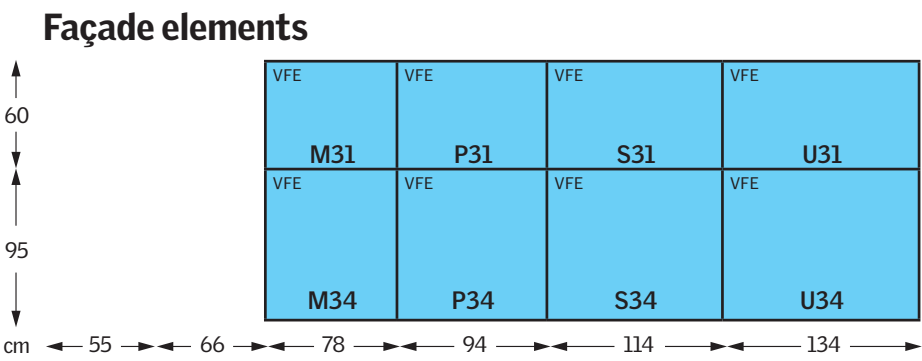 Façade elements
VFE VFE VFE VFE
60
M31 P31 S31 U31
VFE VFE VFE VFE
95
M34 P34 S34 U34
cm 55 66 78 94 114 134